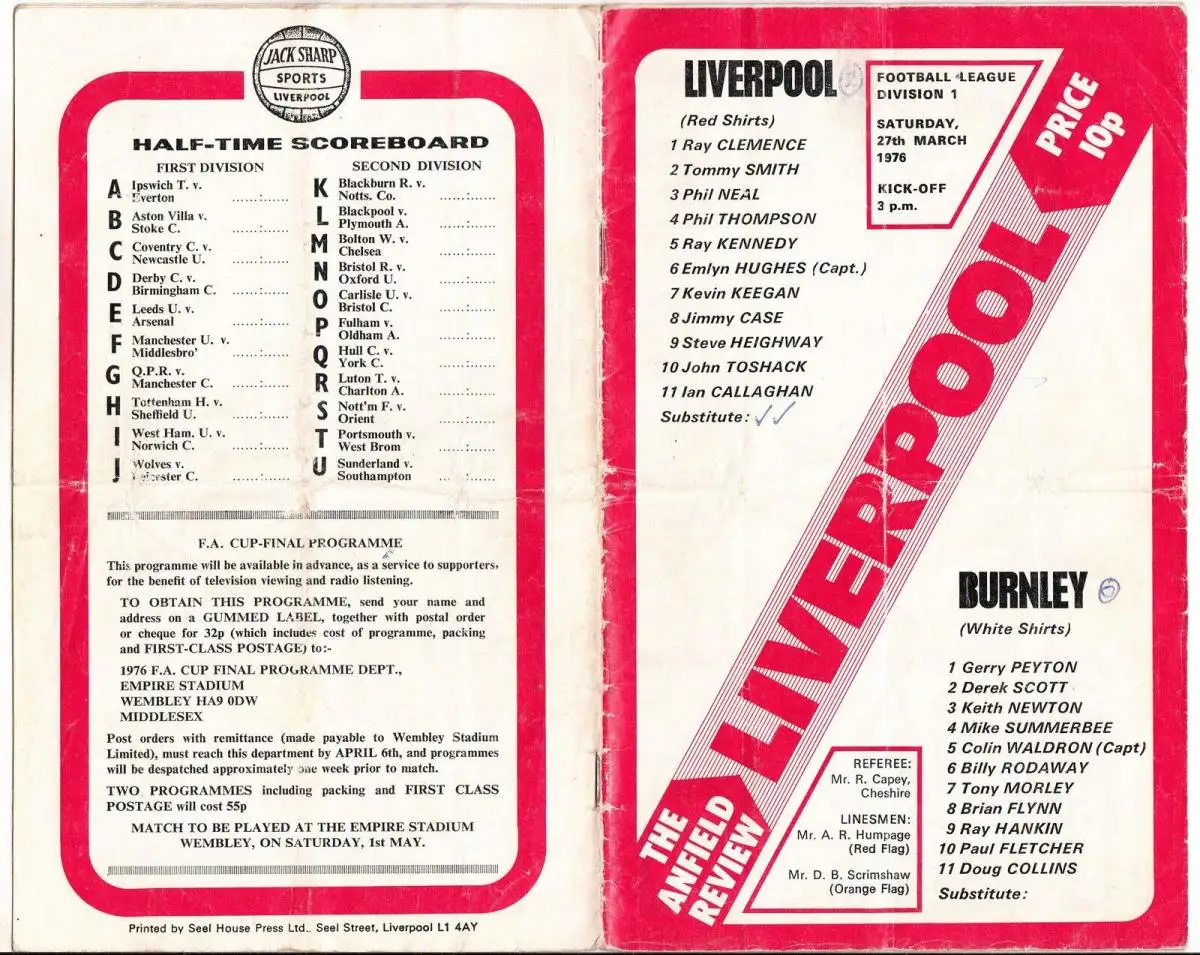 JACK SHARP
SPORTS
LIVERPOOL
HALF-TIME SCOREBOARD
FIRST DIVISION
A Ipswich T. v.
Everton ......:......
B Aston Villa v.
Stoke C. ......:......
C Coventry C. v.
Newcastle U. ......:......
D Derby C. v.
Birmingham C. ......:......
E Leeds U. v.
Arsenal ......:......
F Manchester U. v.
Middlesbro' ......:......
G Q.P.R. v.
Manchester C. ......:......
H Tottenham H. v.
Sheffield U. ......:......
I West Ham. U. v.
Norwich C. ......:......
J Wolves v.
Leicester C. ......:......
SECOND DIVISION
K Blackburn R. v.
Notts. Co. ......:......
L Blackpool v.
Plymouth A. ......:......
M Bolton W. v.
Chelsea ......:......
N Bristol R. v.
Oxford U. ......:......
O Carlisle U. v.
Bristol C. ......:......
P Fulham v.
Oldham A. ......:......
Q Hull C. v.
York C. ......:......
R Luton T. v.
Charlton A. ......:......
S Nott'm F. v.
Orient ......:......
T Portsmouth v.
West Brom ......:......
U Sunderland v.
Southampton ......:......
F.A. CUP-FINAL PROGRAMME
This programme will be available in advance, as a service to supporters,
for the benefit of television viewing and radio listening.
TO OBTAIN THIS PROGRAMME, send your name and
address on a GUMMED LABEL, together with postal order
or cheque for 32p (which includes cost of programme, packing
and FIRST-CLASS POSTAGE) to:-
1976 F.A. CUP FINAL PROGRAMME DEPT.,
EMPIRE STADIUM
WEMBLEY HA9 0DW
MIDDLESEX
Post orders with remittance (made payable to Wembley Stadium
Limited), must reach this department by APRIL 6th, and programmes
will be despatched approximately one week prior to match.
TWO PROGRAMMES including packing and FIRST CLASS
POSTAGE will cost 55p
MATCH TO BE PLAYED AT THE EMPIRE STADIUM
WEMBLEY, ON SATURDAY, 1st MAY.
Printed by Seel House Press Ltd.. Seel Street, Liverpool L1 4AY
LIVERPOOL
(Red Shirts)
1 Ray CLEMENCE
2 Tommy SMITH
3 Phil NEAL
4 Phil THOMPSON
5 Ray KENNEDY
6 Emlyn HUGHES (Capt.)
7 Kevin KEEGAN
8 Jimmy CASE
9 Steve HEIGHWAY
10 John TOSHACK
11 Ian CALLAGHAN
Substitute: ✓✓
FOOTBALL LEAGUE
DIVISION 1
SATURDAY,
27th MARCH
1976
KICK-OFF
3 p.m.
PRICE
10p
LIVERPOOL
THE
ANFIELD
REVIEW
BURNLEY
(White Shirts)
1 Gerry PEYTON
2 Derek SCOTT
3 Keith NEWTON
4 Mike SUMMERBEE
5 Colin WALDRON (Capt)
6 Billy RODAWAY
7 Tony MORLEY
8 Brian FLYNN
9 Ray HANKIN
10 Paul FLETCHER
11 Doug COLLINS
Substitute:
REFEREE:
Mr. R. Capey,
Cheshire
LINESMEN:
Mr. A. R. Humpage
(Red Flag)
Mr. D. B. Scrimshaw
(Orange Flag)